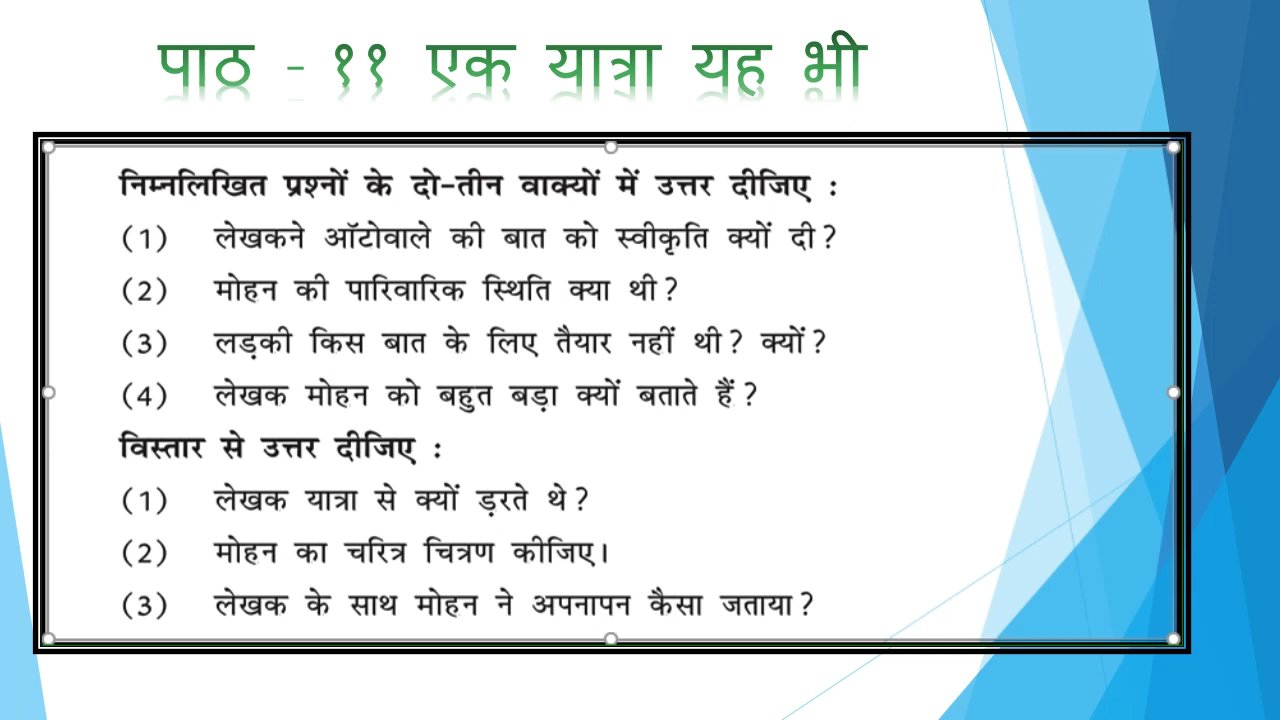 पाठ - ११ एक यात्रा यह भी
निम्नलिखित प्रश्नों के दो-तीन वाक्यों में उत्तर दीजिए :
(1) लेखकने ऑटोवाले की बात को स्वीकृति क्यों दी?
(2) मोहन की पारिवारिक स्थिति क्या थी?
(3) लड़की किस बात के लिए तैयार नहीं थी? क्यों?
(4) लेखक मोहन को बहुत बड़ा क्यों बताते हैं?
विस्तार से उत्तर दीजिए :
(1) लेखक यात्रा से क्यों ड़रते थे?
(2) मोहन का चरित्र चित्रण कीजिए।
(3) लेखक के साथ मोहन ने अपनापन कैसा जताया?